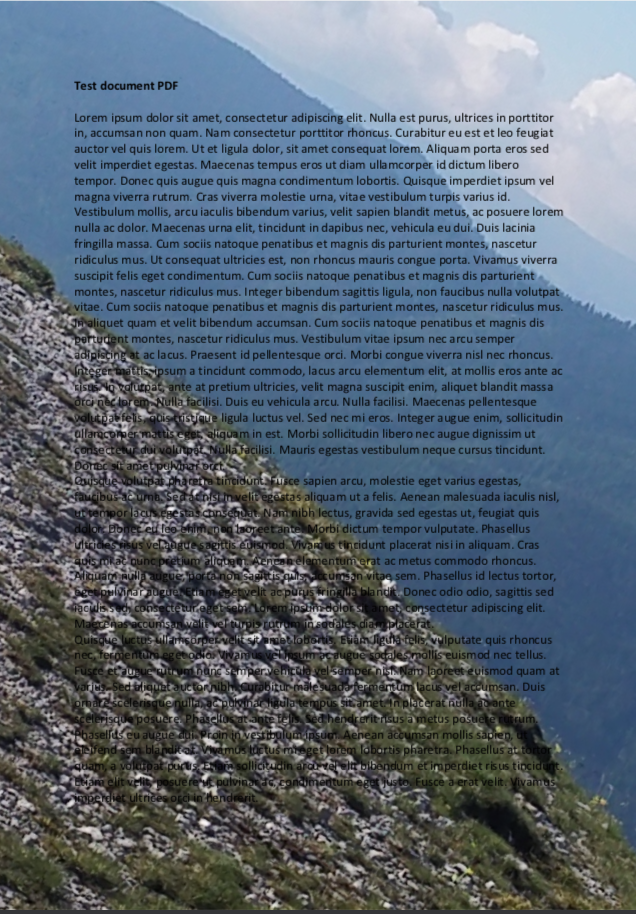 Test document PDF
Lorem ipsum dolor sit amet, consectetur adipiscing elit. Nulla est purus, ultrices in porttitor
in, accumsan non quam. Nam consectetur porttitor rhoncus. Curabitur eu est et leo feugiat
auctor vel quis lorem. Ut et ligula dolor, sit amet consequat lorem. Aliquam porta eros sed
velit imperdiet egestas. Maecenas tempus eros ut diam ullamcorper id dictum libero
tempor. Donec quis augue quis magna condimentum lobortis. Quisque imperdiet ipsum vel
magna viverra rutrum. Cras viverra molestie urna, vitae vestibulum turpis varius id.
Vestibulum mollis, arcu iaculis bibendum varius, velit sapien blandit metus, ac posuere lorem
nulla ac dolor. Maecenas urna elit, tincidunt in dapibus nec, vehicula eu dui. Duis lacinia
fringilla massa. Cum sociis natoque penatibus et magnis dis parturient montes, nascetur
ridiculus mus. Ut consequat ultricies est, non rhoncus mauris congue porta. Vivamus viverra
suscipit felis eget condimentum. Cum sociis natoque penatibus et magnis dis parturient
montes, nascetur ridiculus mus. Integer bibendum sagittis ligula, non faucibus nulla volutpat
vitae. Cum sociis natoque penatibus et magnis dis parturient montes, nascetur ridiculus mus.
In aliquet quam et velit bibendum accumsan. Cum sociis natoque penatibus et magnis dis
parturient montes, nascetur ridiculus mus. Vestibulum vitae ipsum nec arcu semper
adipiscing at ac lacus. Praesent id pellentesque orci. Morbi congue viverra nisl nec rhoncus.
Integer mattis, ipsum a tincidunt commodo, lacus arcu elementum elit, at mollis eros ante ac
risus. In volutpat, ante at pretium ultricies, velit magna suscipit enim, aliquet blandit massa
orci nec lorem. Nulla facilisi. Duis eu vehicula arcu. Nulla facilisi. Maecenas pellentesque
volutpat felis, quis tristique ligula luctus vel. Sed nec mi eros. Integer augue enim, sollicitudin
ullamcorper mattis eget, aliquam in est. Morbi sollicitudin libero nec augue dignissim ut
consectetur dui volutpat. Nulla facilisi. Mauris egestas vestibulum neque cursus tincidunt.
Donec sit amet pulvinar orci.
Quisque volutpat pharetra tincidunt. Fusce sapien arcu, molestie eget varius egestas,
faucibus ac urna. Sed at nisi in velit egestas aliquam ut a felis. Aenean malesuada iaculis nisl,
ut tempor lacus egestas consequat. Nam nibh lectus, gravida sed egestas ut, feugiat quis
dolor. Donec eu leo enim, non laoreet ante. Morbi dictum tempor vulputate. Phasellus
ultricies risus vel augue sagittis euismod. Vivamus tincidunt placerat nisi in aliquam. Cras
quis mi ac nunc pretium aliquam. Aenean elementum erat ac metus commodo rhoncus.
Aliquam nulla augue, porta non sagittis quis, accumsan vitae sem. Phasellus id lectus tortor,
eget pulvinar augue. Etiam eget velit ac purus fringilla blandit. Donec odio odio, sagittis sed
iaculis sed, consectetur eget sem. Lorem ipsum dolor sit amet, consectetur adipiscing elit.
Maecenas accumsan velit vel turpis rutrum in sodales diam placerat.
Quisque luctus ullamcorper velit sit amet lobortis. Etiam ligula felis, vulputate quis rhoncus
nec, fermentum eget odio. Vivamus vel ipsum ac augue sodales mollis euismod nec tellus.
Fusce et augue rutrum nunc semper vehicula vel semper nisl. Nam laoreet euismod quam at
varius. Sed aliquet auctor nibh. Curabitur malesuada fermentum lacus vel accumsan. Duis
ornare scelerisque nulla, ac pulvinar ligula tempus sit amet. In placerat nulla ac ante
scelerisque posuere. Phasellus at ante felis. Sed hendrerit risus a metus posuere rutrum.
Phasellus eu augue dui. Proin in vestibulum ipsum. Aenean accumsan mollis sapien, ut
eleifend sem blandit at. Vivamus luctus mi eget lorem lobortis pharetra. Phasellus at tortor
quam, a volutpat purus. Etiam sollicitudin arcu vel elit bibendum et imperdiet risus tincidunt.
Etiam elit velit, posuere ut pulvinar ac, condimentum eget justo. Fusce a erat velit. Vivamus
imperdiet ultrices orci in hendrerit.